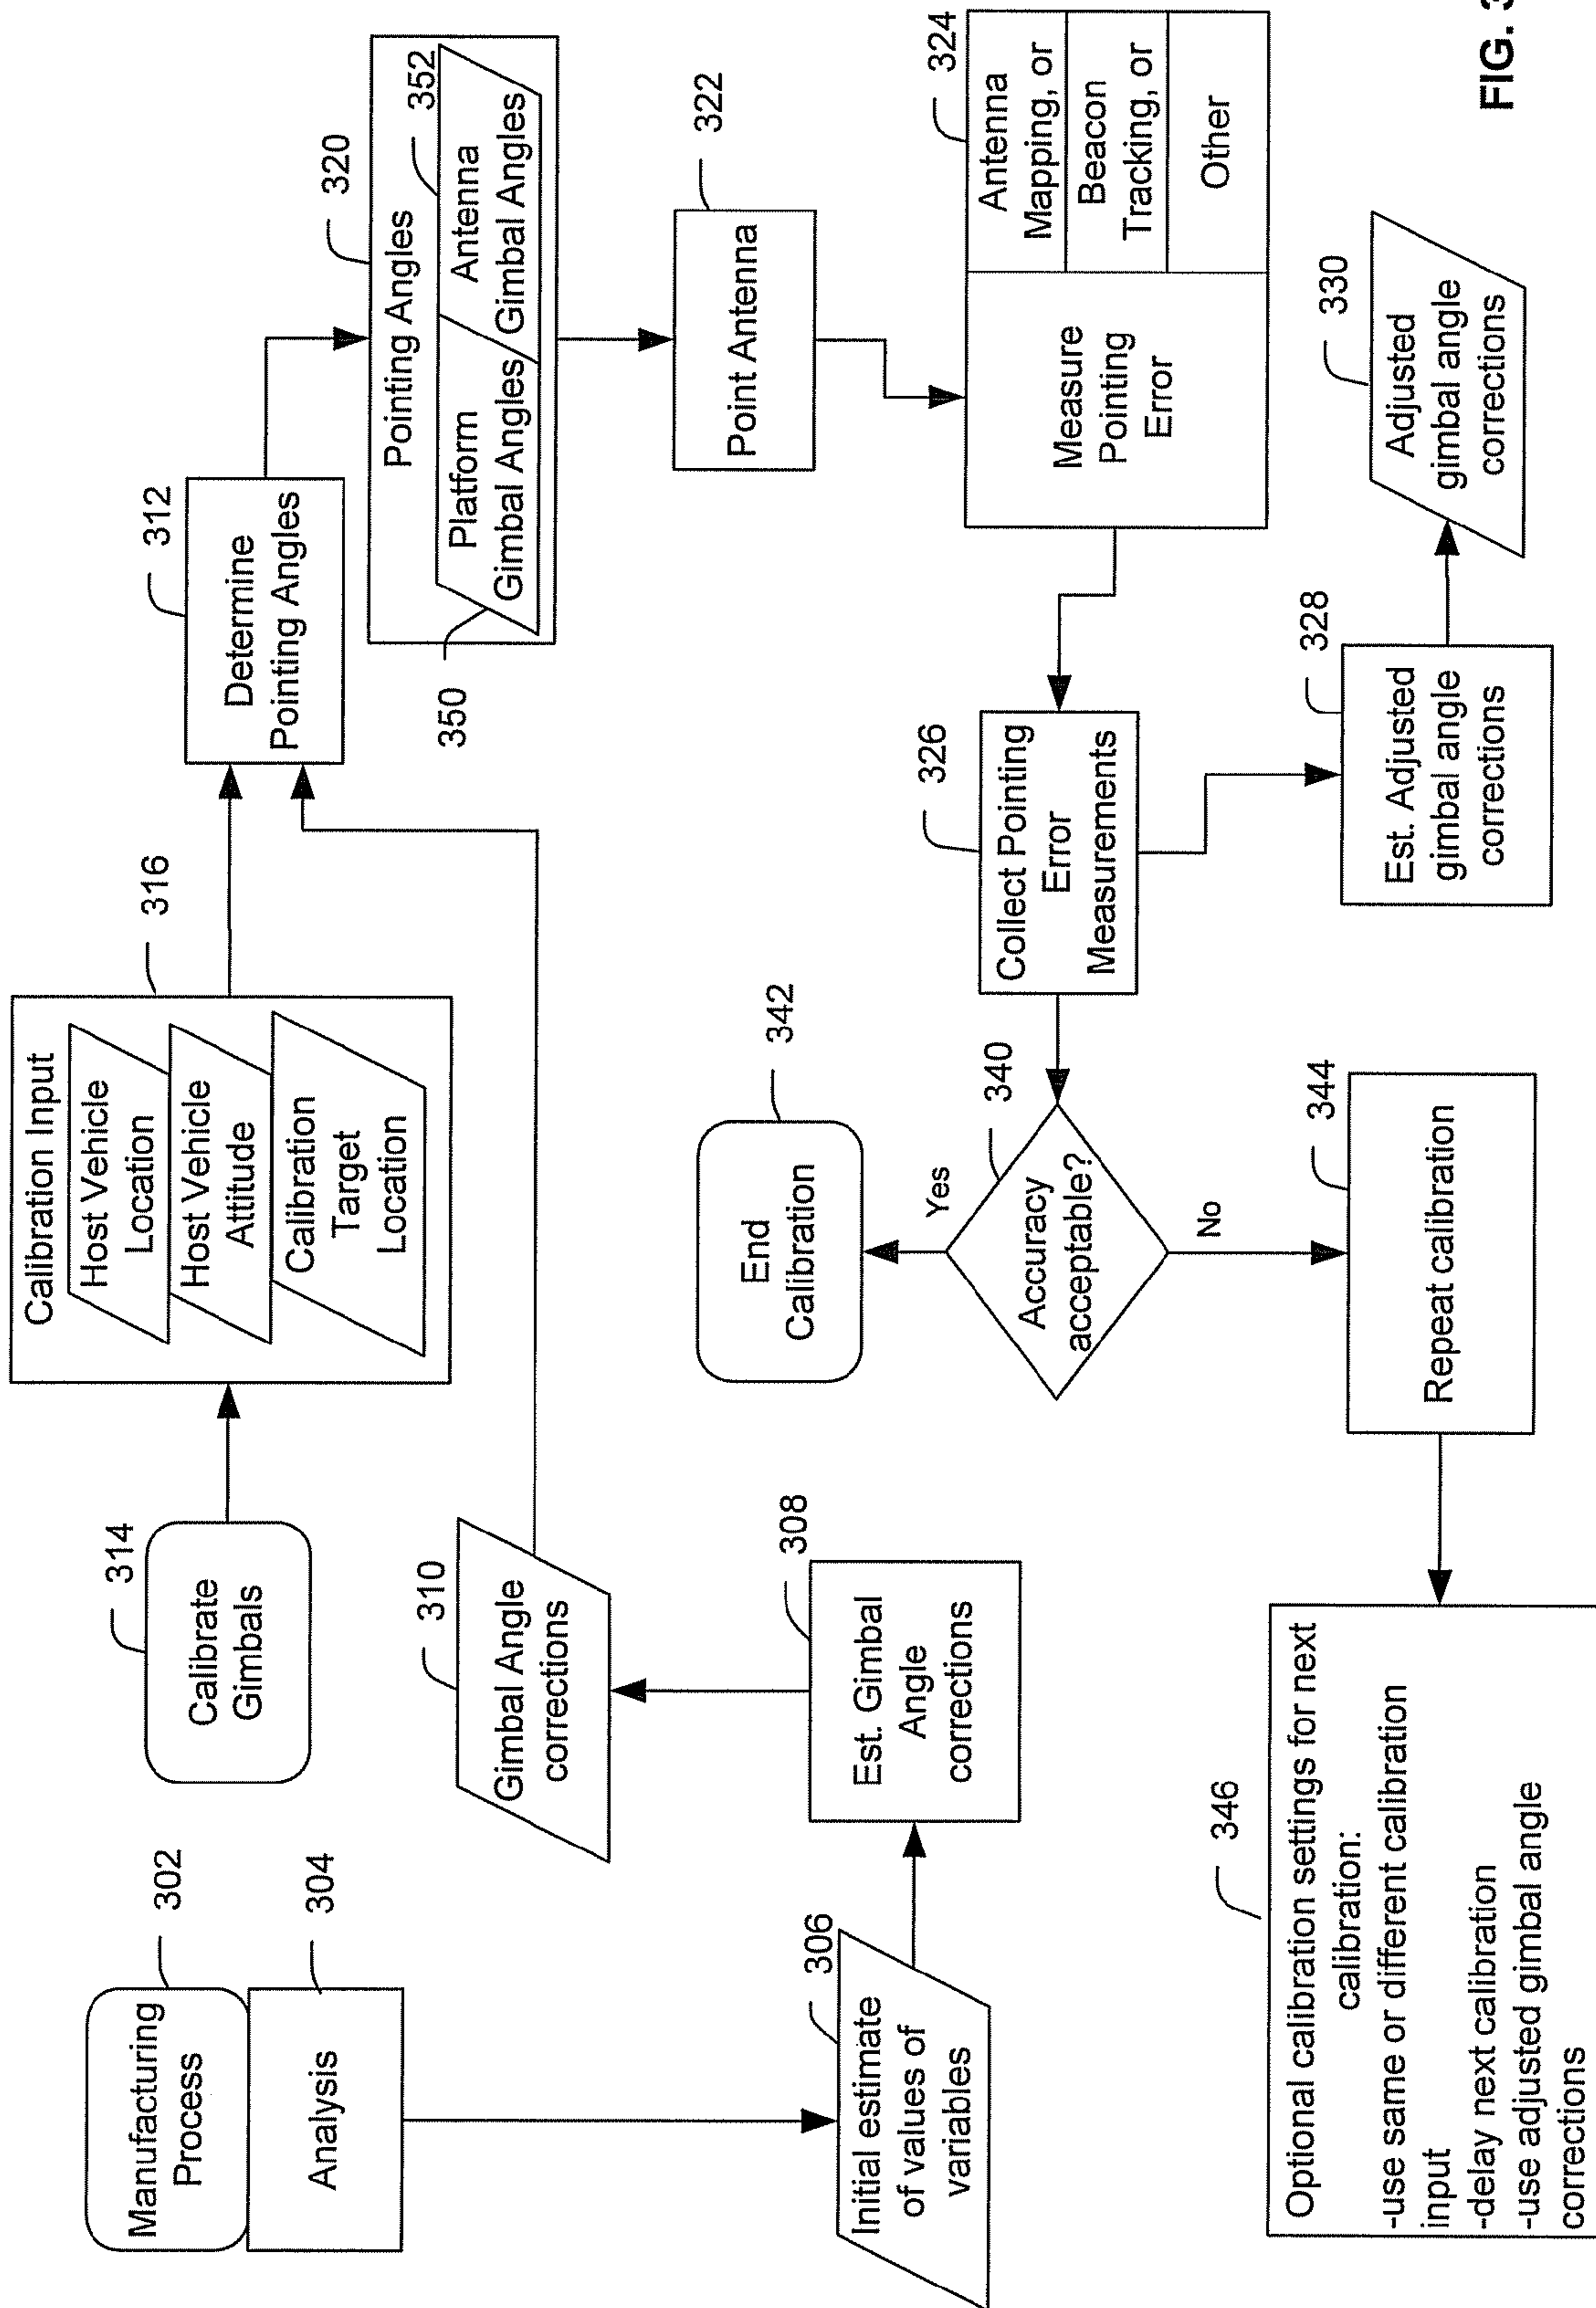 302
Manufacturing
Process
304
Analysis
306
Initial estimate
of values of
variables
308
Est. Gimbal
Angle
corrections
310
Gimbal Angle
corrections
314
Calibrate
Gimbals
316
Calibration Input
Host Vehicle
Location
Host Vehicle
Attitude
Calibration
Target
Location
312
Determine
Pointing Angles
320
Pointing Angles
350
Platform
Gimbal Angles
352
Antenna
Gimbal Angles
322
Point Antenna
324
Measure
Pointing
Error
Antenna
Mapping, or
Beacon
Tracking, or
Other
326
Collect Pointing
Error
Measurements
328
Est. Adjusted
gimbal angle
corrections
330
Adjusted
gimbal angle
corrections
340
Accuracy
acceptable?
Yes
No
342
End
Calibration
344
Repeat calibration
346
Optional calibration settings for next
calibration:
-use same or different calibration
input
-delay next calibration
-use adjusted gimbal angle
corrections
FIG. 3